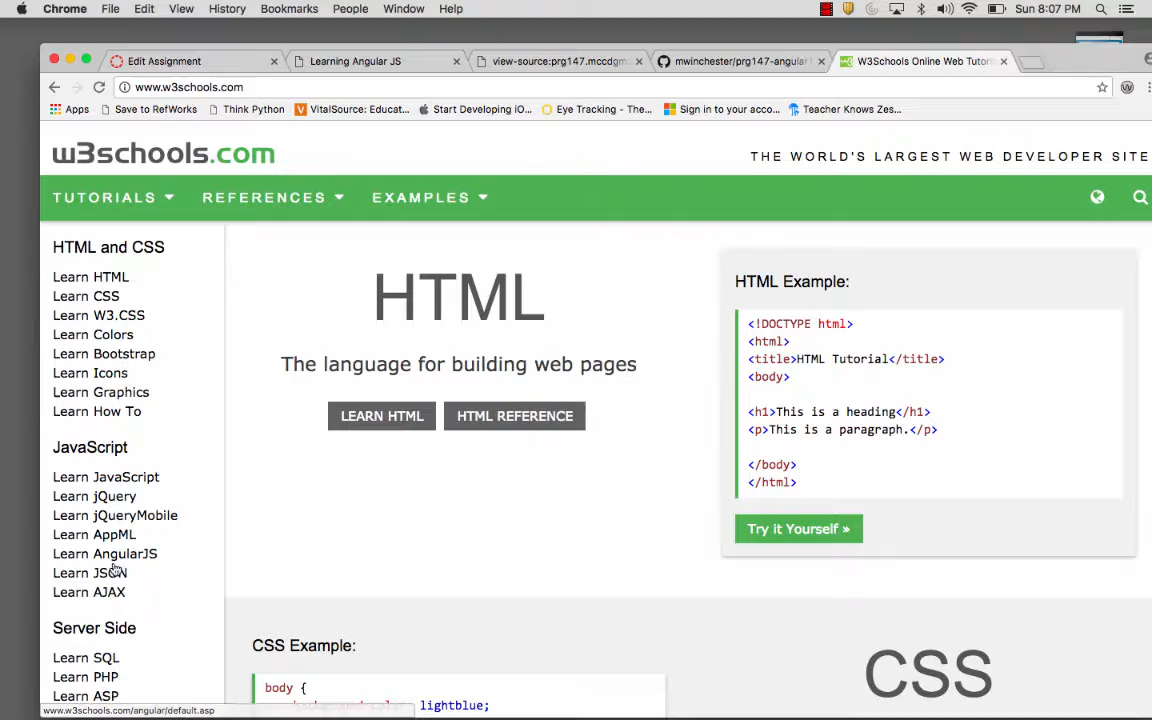 Chrome File Edit View History Bookmarks People Window Help Sun 8:07 PM
Edit Assignment Learning Angular JS view-source:prg147.mccdgm mwinchester/prg147-angular W3Schools Online Web Tutori
www.w3schools.com
Apps Save to RefWorks Think Python VitalSource: Educat... Start Developing iO... Eye Tracking - The... Sign in to your acco... Teacher Knows Zes...
w3schools.com
THE WORLD'S LARGEST WEB DEVELOPER SITE
TUTORIALS REFERENCES EXAMPLES
HTML and CSS
Learn HTML
Learn CSS
Learn W3.CSS
Learn Colors
Learn Bootstrap
Learn Icons
Learn Graphics
Learn How To
JavaScript
Learn JavaScript
Learn jQuery
Learn jQueryMobile
Learn AppML
Learn AngularJS
Learn JSON
Learn AJAX
Server Side
Learn SQL
Learn PHP
Learn ASP
HTML
The language for building web pages
LEARN HTML HTML REFERENCE
HTML Example:
<!DOCTYPE html>
<html>
<title>HTML Tutorial</title>
<body>
<h1>This is a heading</h1>
<p>This is a paragraph.</p>
</body>
</html>
Try it Yourself »
CSS Example:
body {
lightblue;
CSS
www.w3schools.com/angular/default.asp